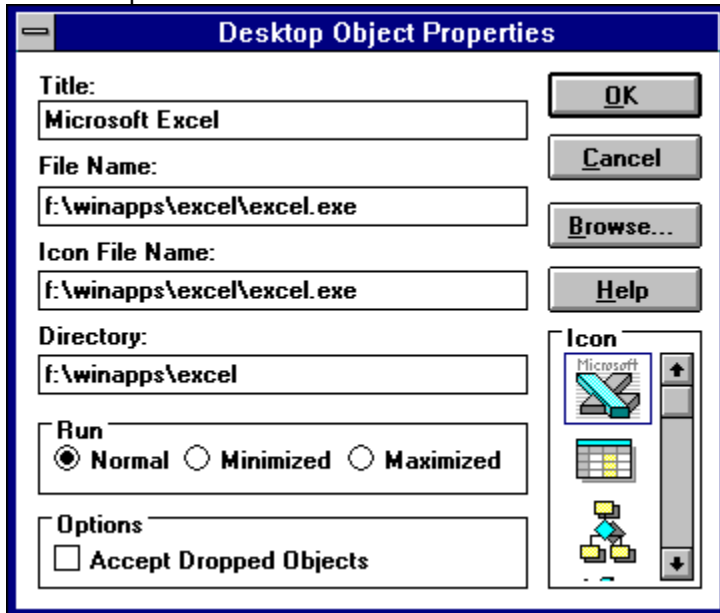 Desktop Object Properties
Title:
Microsoft Excel
File Name:
f:\winapps\excel\excel.exe
Icon File Name:
f:\winapps\excel\excel.exe
Directory:
f:\winapps\excel
Run
Normal Minimized Maximized
Options
Accept Dropped Objects
OK
Cancel
Browse...
Help
Icon
Microsoft